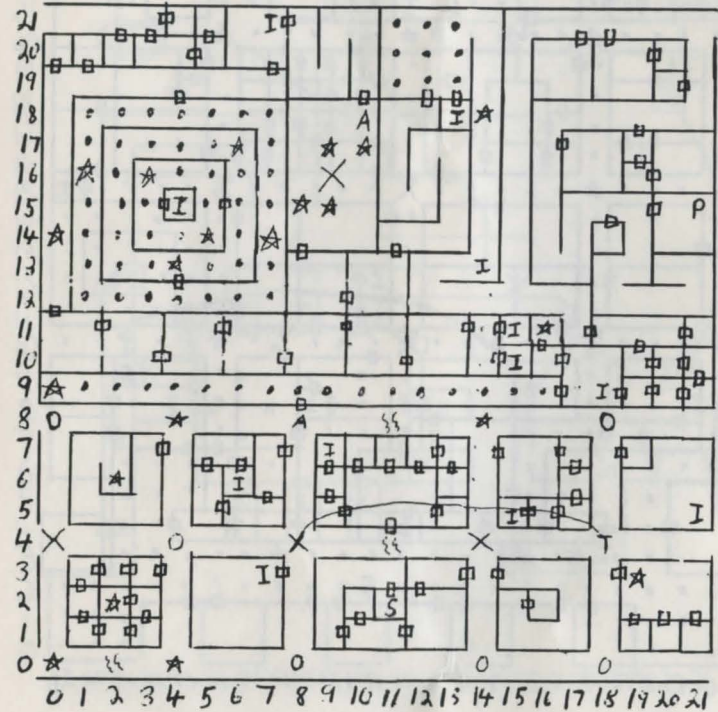 21 I
20
19
18 A I
17
16
15 I P
14
13 I
12
11 I
10 I
9 I
8 O A O
7 I
6 I
5 I I
4 O T
3 I
2 S
1
0 O O O
0 1 2 3 4 5 6 7 8 9 10 11 12 13 14 15 16 17 18 19 20 21